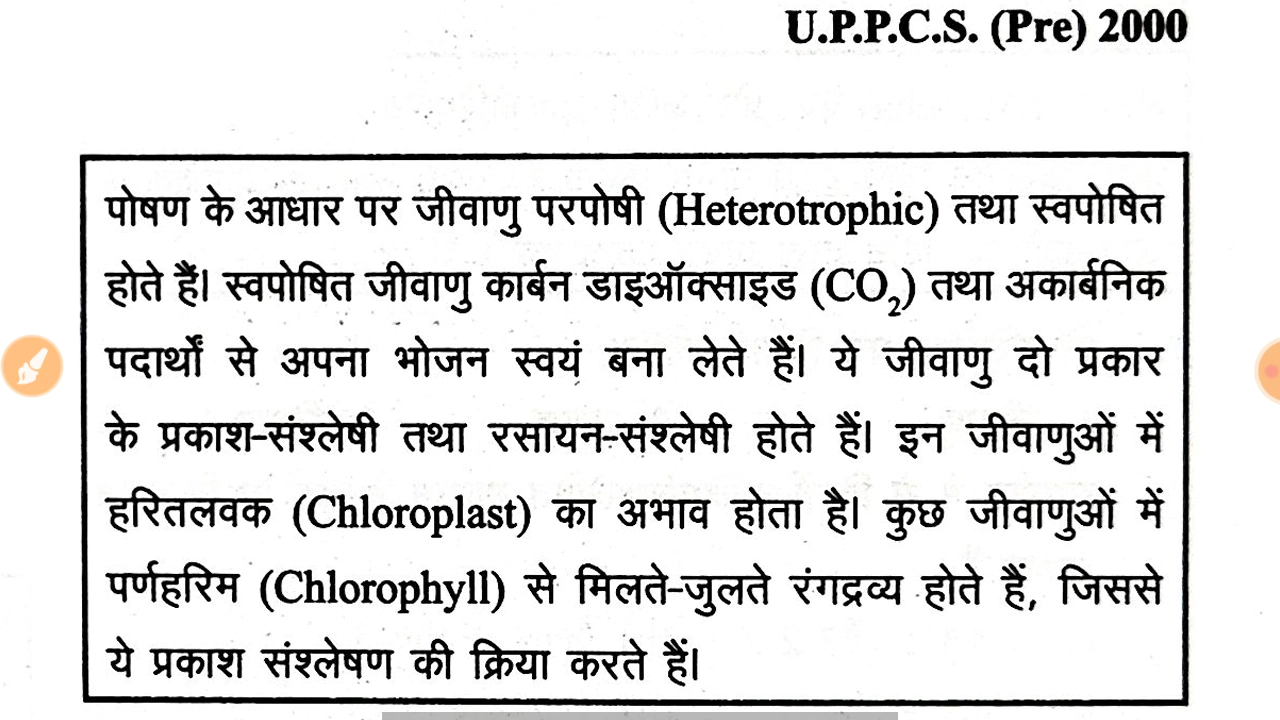 U.P.P.C.S. (Pre) 2000
पोषण के आधार पर जीवाणु परपोषी (Heterotrophic) तथा स्वपोषित
होते हैं। स्वपोषित जीवाणु कार्बन डाइऑक्साइड (CO₂) तथा अकार्बनिक
पदार्थों से अपना भोजन स्वयं बना लेते हैं। ये जीवाणु दो प्रकार
के प्रकाश-संश्लेषी तथा रसायन-संश्लेषी होते हैं। इन जीवाणुओं में
हरितलवक (Chloroplast) का अभाव होता है। कुछ जीवाणुओं में
पर्णहरिम (Chlorophyll) से मिलते-जुलते रंगद्रव्य होते हैं, जिससे
ये प्रकाश संश्लेषण की क्रिया करते हैं।